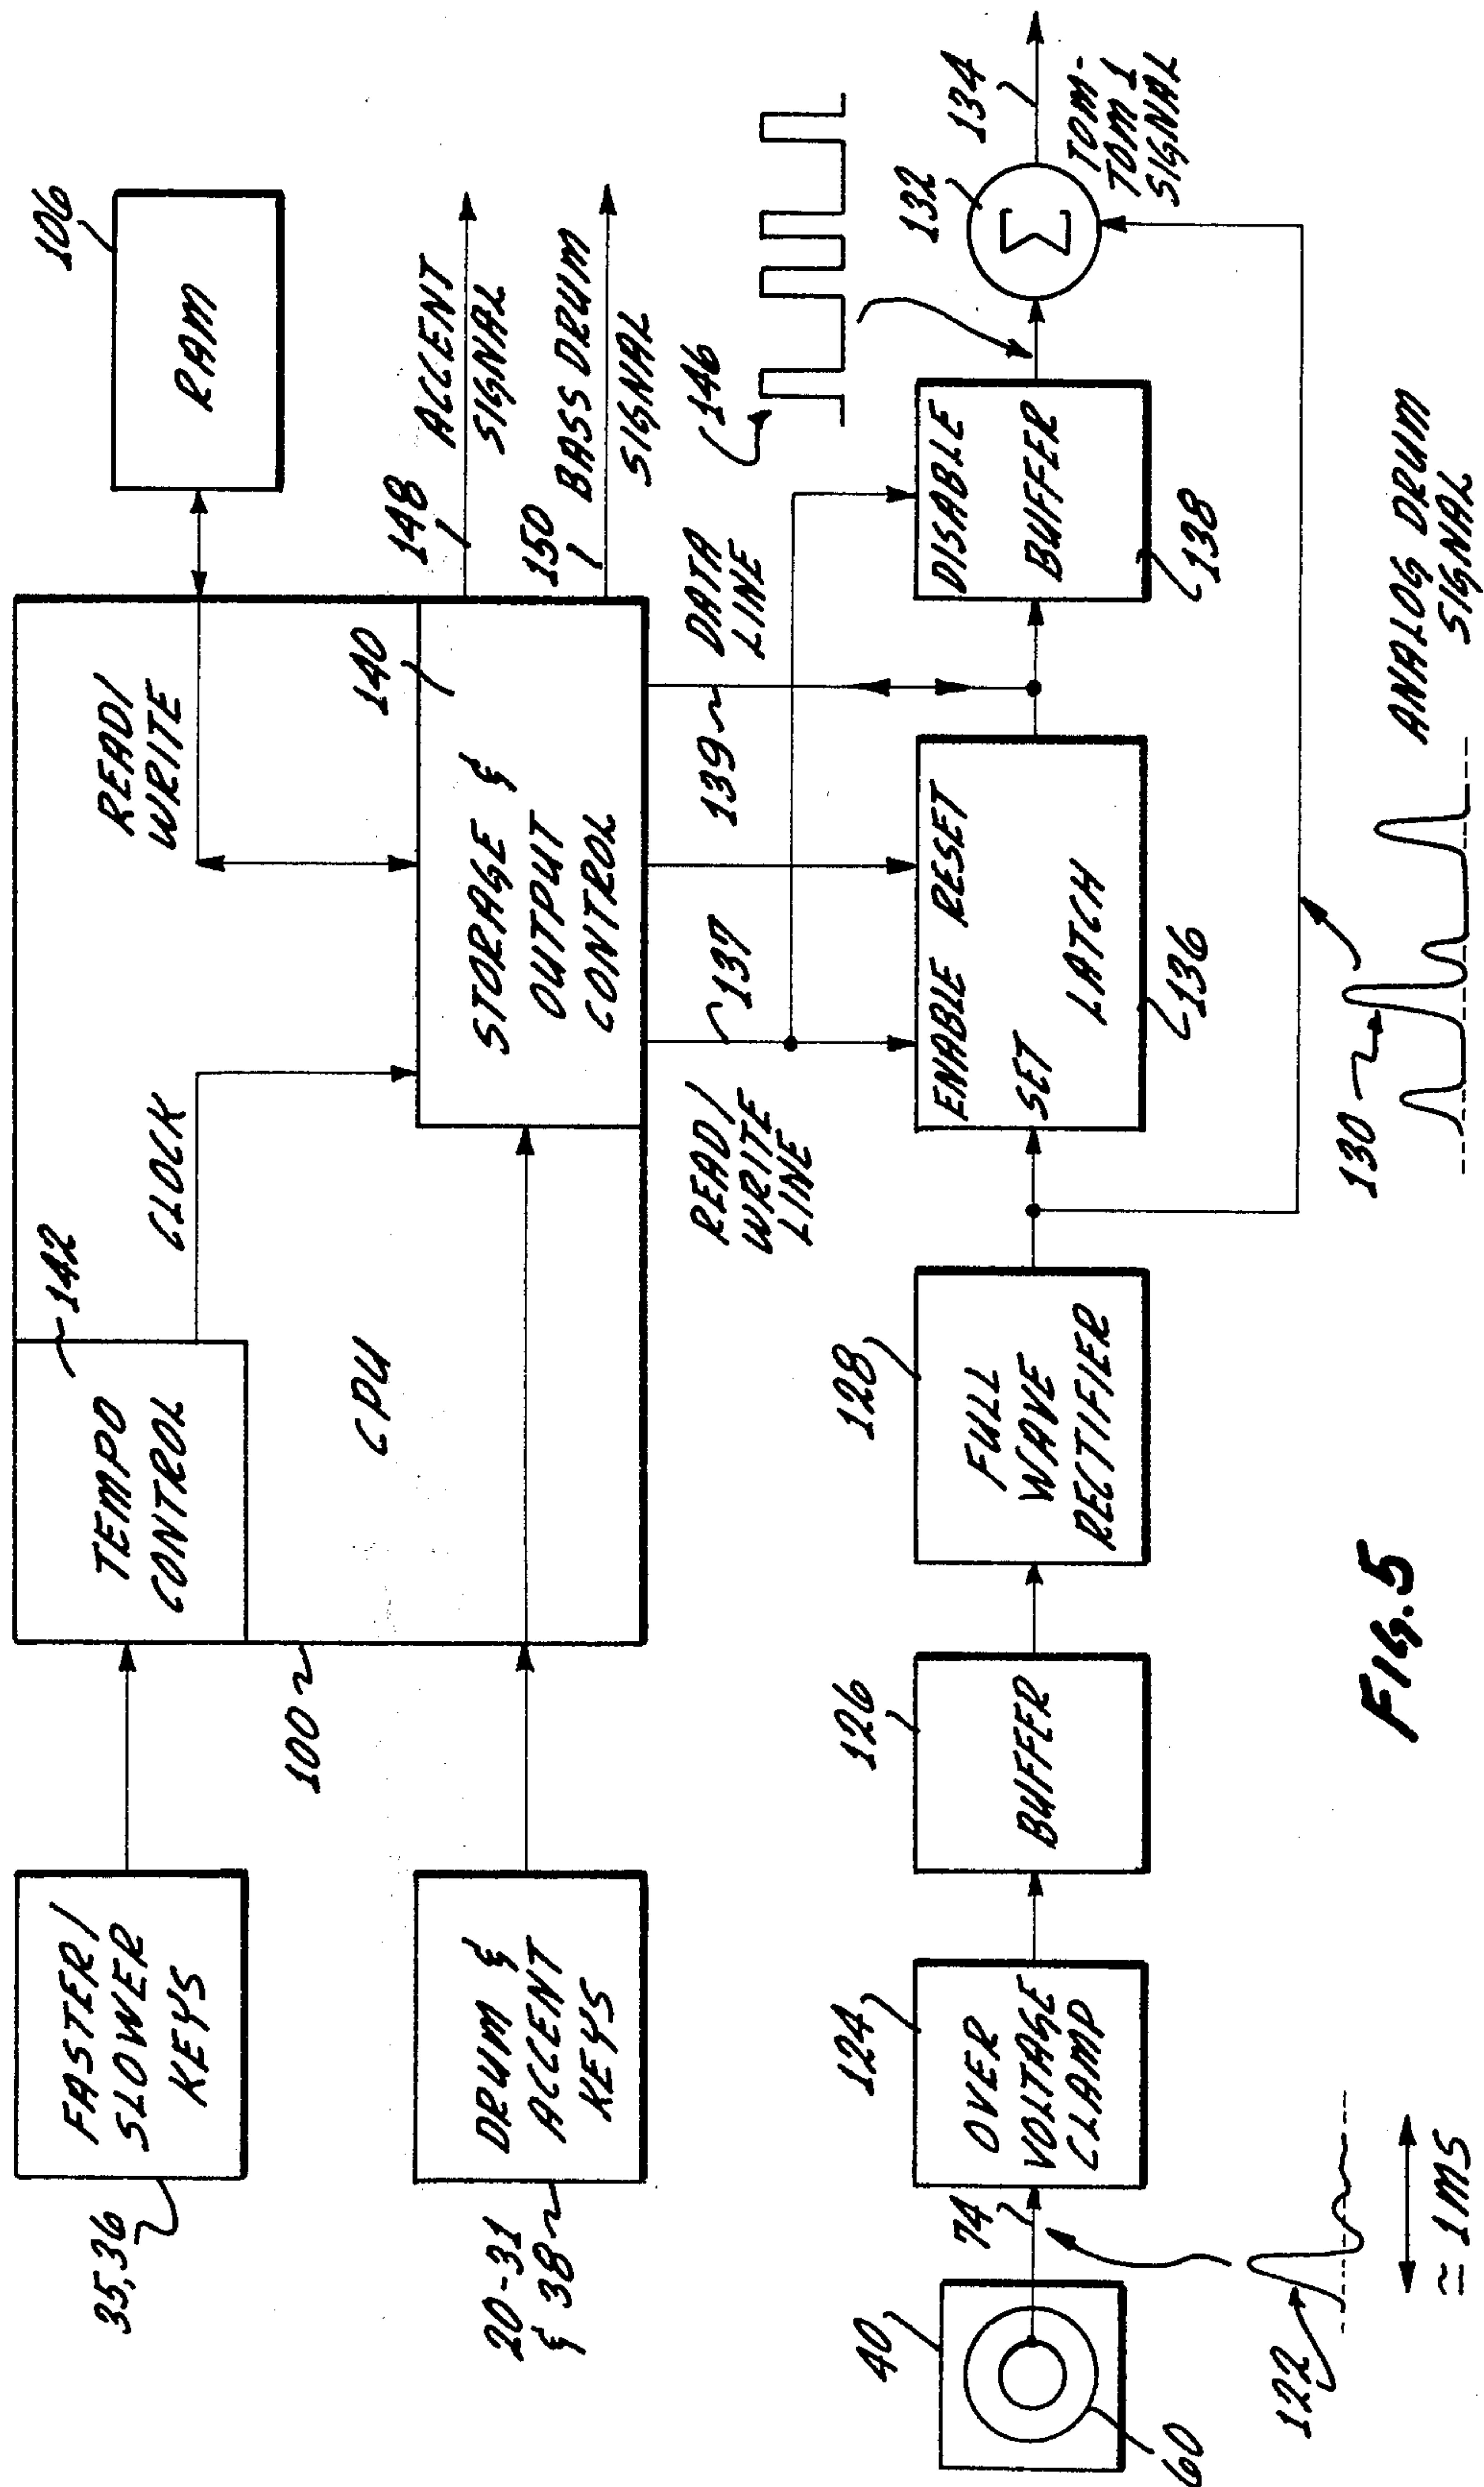 FASTER/
SLOWER
KEYS
35,36
TEMPO
CONTROL
142
CLOCK
READ/
WRITE
RAM
106
DRUM &
ACCENT
KEYS
20-31
& 38
100
CPU
STORAGE &
OUTPUT
CONTROL
140
148
ACCENT
SIGNAL
150
BASS DRUM
SIGNAL
READ/
WRITE
LINE
137
139
DATA
LINE
146
40
60
74
OVER
VOLTAGE
CLAMP
124
BUFFER
126
FULL
WAVE
RECTIFIER
128
ENABLE RESET
SET
LATCH
136
DISABLE
BUFFER
138
Σ
132
134
TOM-
TOM 1
SIGNAL
122
≃ 1MS
130
ANALOG DRUM
SIGNAL
FIG.5